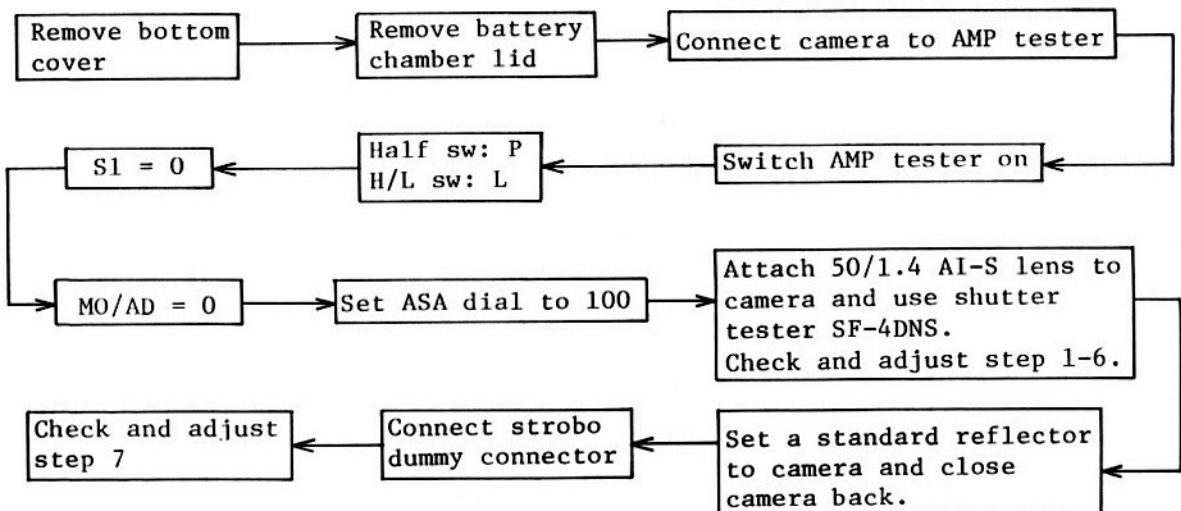 Remove bottom
cover
Remove battery
chamber lid
Connect camera to AMP tester
Switch AMP tester on
Half sw: P
H/L sw: L
S1 = 0
MO/AD = 0
Set ASA dial to 100
Attach 50/1.4 AI-S lens to
camera and use shutter
tester SF-4DNS.
Check and adjust step 1-6.
Set a standard reflector
to camera and close
camera back.
Connect strobo
dummy connector
Check and adjust
step 7